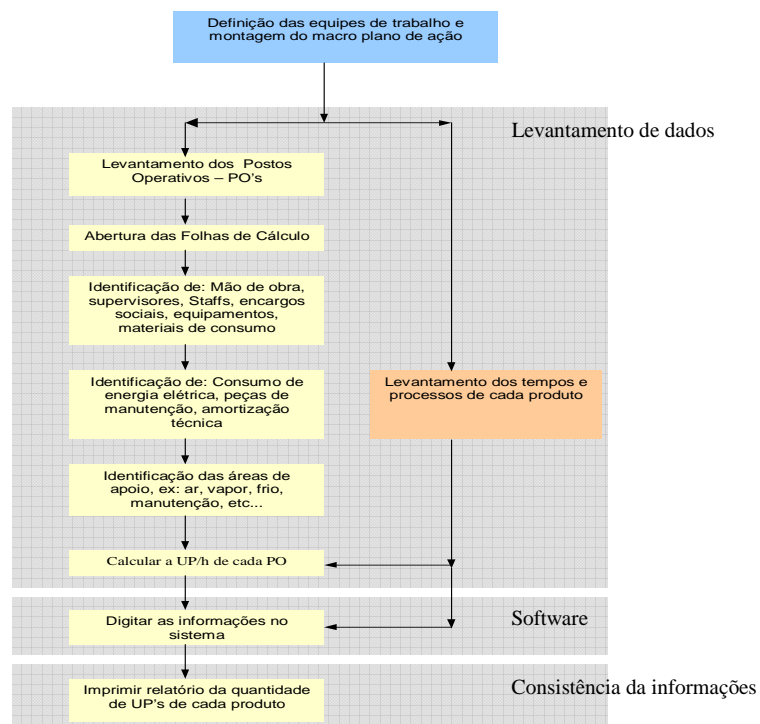 Definição das equipes de trabalho e
montagem do macro plano de ação
Levantamento de dados
Levantamento dos Postos
Operativos – PO's
Abertura das Folhas de Cálculo
Identificação de: Mão de obra,
supervisores, Staffs, encargos
sociais, equipamentos,
materiais de consumo
Identificação de: Consumo de
energia elétrica, peças de
manutenção, amortização
técnica
Levantamento dos tempos e
processos de cada produto
Identificação das áreas de
apoio, ex: ar, vapor, frio,
manutenção, etc...
Calcular a UP/h de cada PO
Digitar as informações no
sistema
Software
Imprimir relatório da quantidade
de UP's de cada produto
Consistência da informações